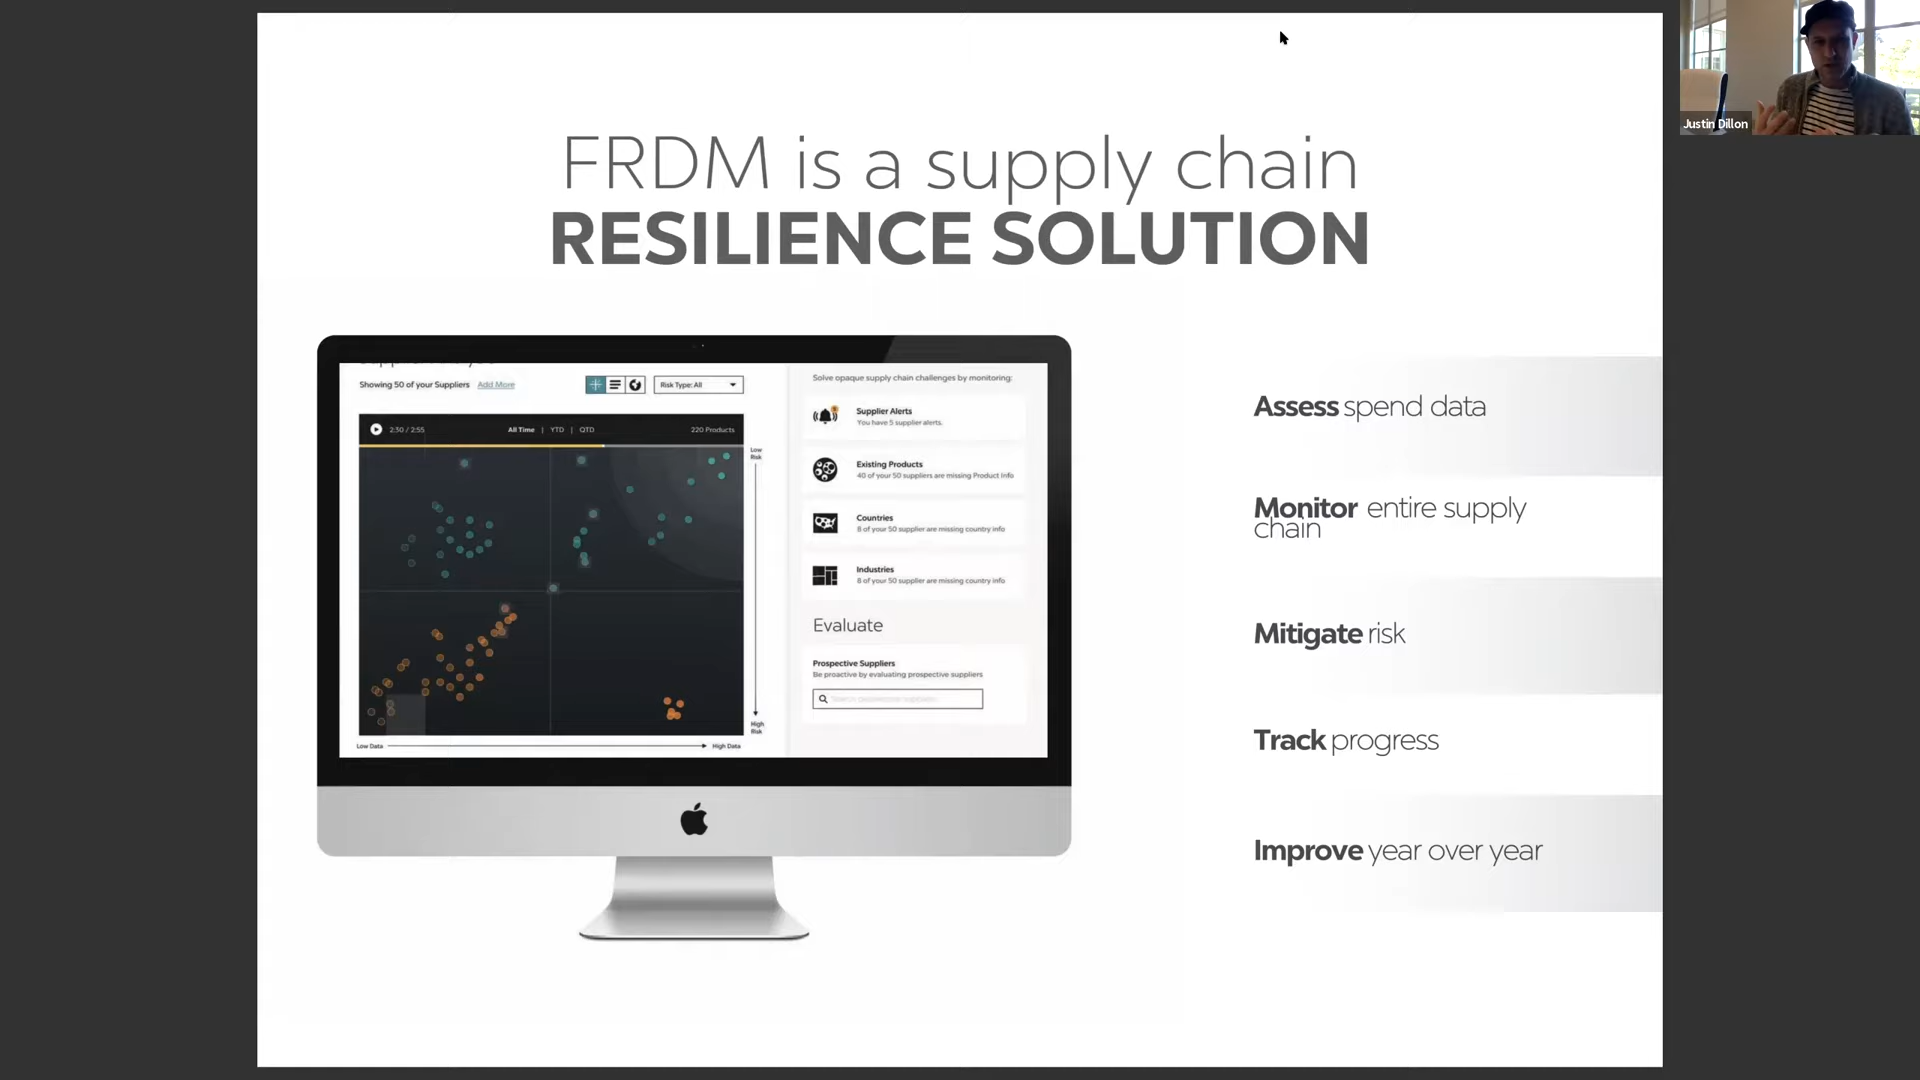 Justin Dillon
FRDM is a supply chain
RESILIENCE SOLUTION
Showing 50 of your Suppliers Add More
Risk Type: All
2:30 / 2:55
All Time | YTD | QTD
220 Products
Low
Risk
High
Risk
Low Data
High Data
Solve opaque supply chain challenges by monitoring:
Supplier Alerts
You have 5 supplier alerts.
Existing Products
40 of your 50 suppliers are missing Product Info
Countries
8 of your 50 supplier are missing country info
Industries
8 of your 50 supplier are missing country info
Evaluate
Prospective Suppliers
Be proactive by evaluating prospective suppliers
Assess spend data
Monitor entire supply
chain
Mitigate risk
Track progress
Improve year over year